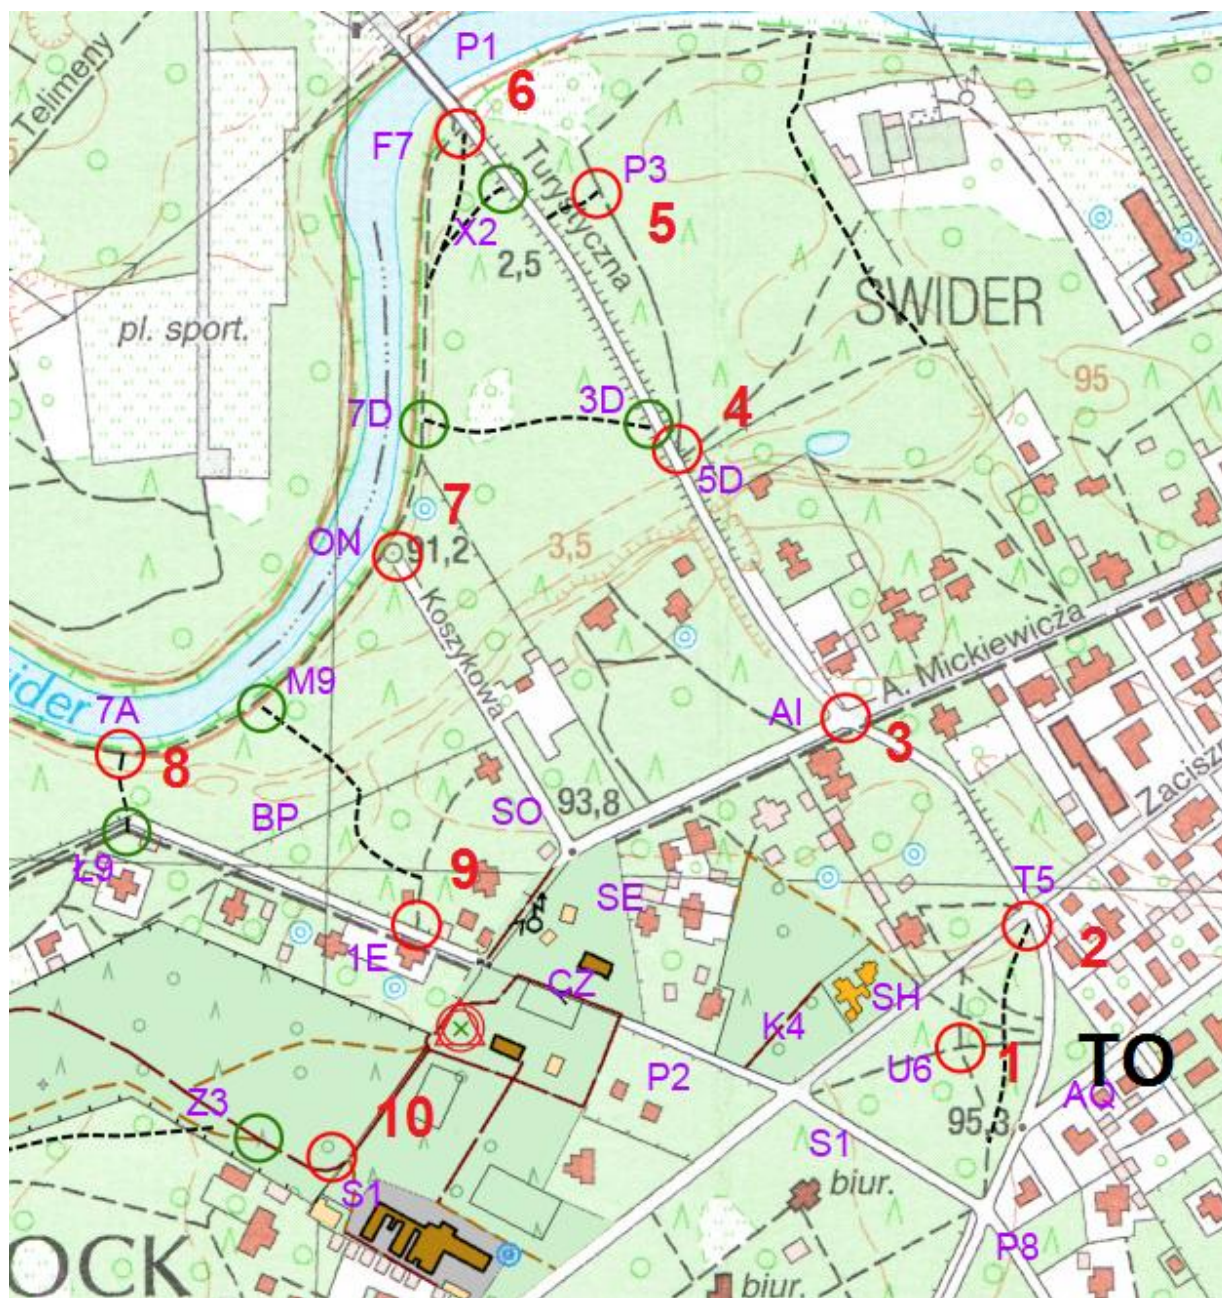 Telimeny
P1
6
F7
Turystyczna
P3
5
X2
2,5
ŚWIDER
pl. sport.
95
7D
3D
4
5D
7
ON
91,2
3,5
Koszykowa
A. Mickiewicza
M9
ider
7A
8
AI
3
Zacisz
BP
SO
93,8
Ł9
9
SE
T5
2
1E
CZ
SH
K4
U6
1
TO
P2
AQ
Z3
10
95,3
S1
S1
biur.
P8
OCK
biur.